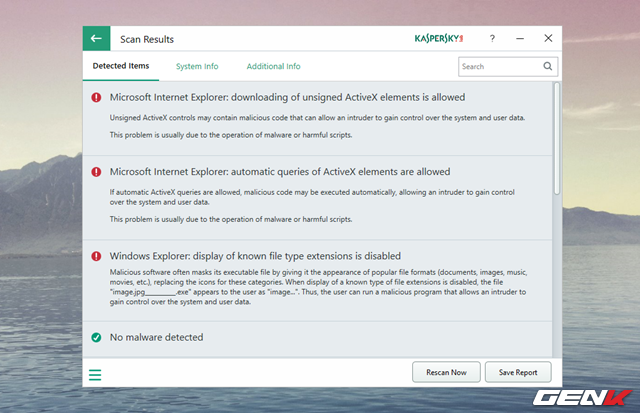 Scan Results
KASPERSKY LAB
?
Detected Items
System Info
Additional Info
Search
Microsoft Internet Explorer: downloading of unsigned ActiveX elements is allowed
Unsigned ActiveX controls may contain malicious code that can allow an intruder to gain control over the system and user data.
This problem is usually due to the operation of malware or harmful scripts.
Microsoft Internet Explorer: automatic queries of ActiveX elements are allowed
If automatic ActiveX queries are allowed, malicious code may be executed automatically, allowing an intruder to gain control
over the system and user data.
This problem is usually due to the operation of malware or harmful scripts.
Windows Explorer: display of known file type extensions is disabled
Malicious software often masks its executable file by giving it the appearance of popular file formats (documents, images, music,
movies, etc.), replacing the icons for these categories. When display of a known type of file extensions is disabled, the file
"image.jpg________.exe" appears to the user as "image...". Thus, the user can run a malicious program that allows an intruder to
gain control over the system and user data.
No malware detected
Rescan Now
Save Report
GENK